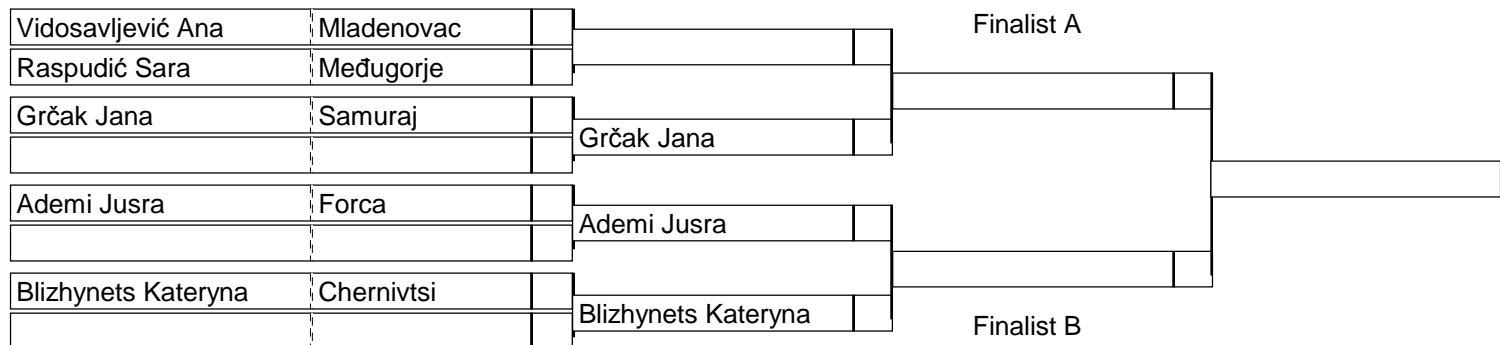 Vidosavljević Ana Mladenovac
Raspudić Sara Međugorje
Grčak Jana Samuraj
Ademi Jusra Forca
Blizhynets Kateryna Chernivtsi
Grčak Jana
Ademi Jusra
Blizhynets Kateryna
Finalist A
Finalist B